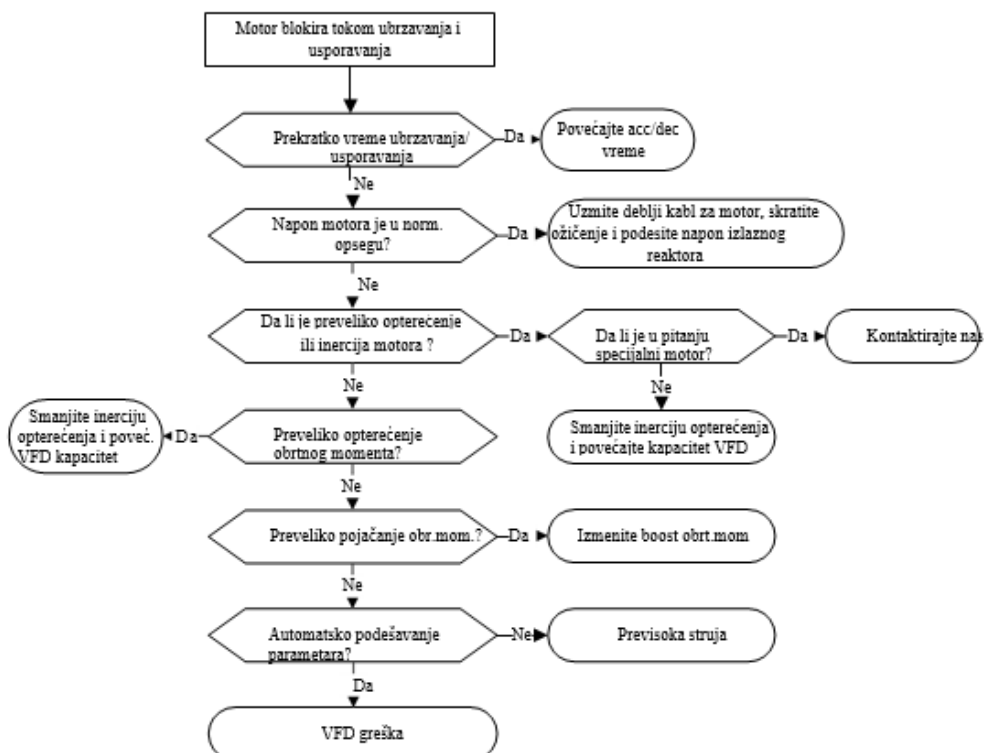 Motor blokira tokom ubrzavanja i
usporavanja
Prekratko vreme ubrzavanja/
usporavanja
Da
Povećajte acc/dec
vreme
Ne
Napon motora je u norm.
opsegu?
Da
Uzmite deblji kabl za motor, skratite
ožičenje i podesite napon izlaznog
reaktora
Ne
Da li je preveliko opterećenje
ili inercija motora ?
Da
Da li je u pitanju
specijalni motor?
Da
Kontaktirajte nas
Ne
Ne
Smanjite inerciju opterećenja
i povećajte kapacitet VFD
Preveliko opterećenje
obrtnog momenta?
Da
Smanjite inerciju
opterećenja i poveć.
VFD kapacitet
Ne
Preveliko pojačanje obr.mom.?
Da
Izmenite boost obrt.mom
Ne
Automatsko podešavanje
parametara?
Ne
Previsoka struja
Da
VFD greška